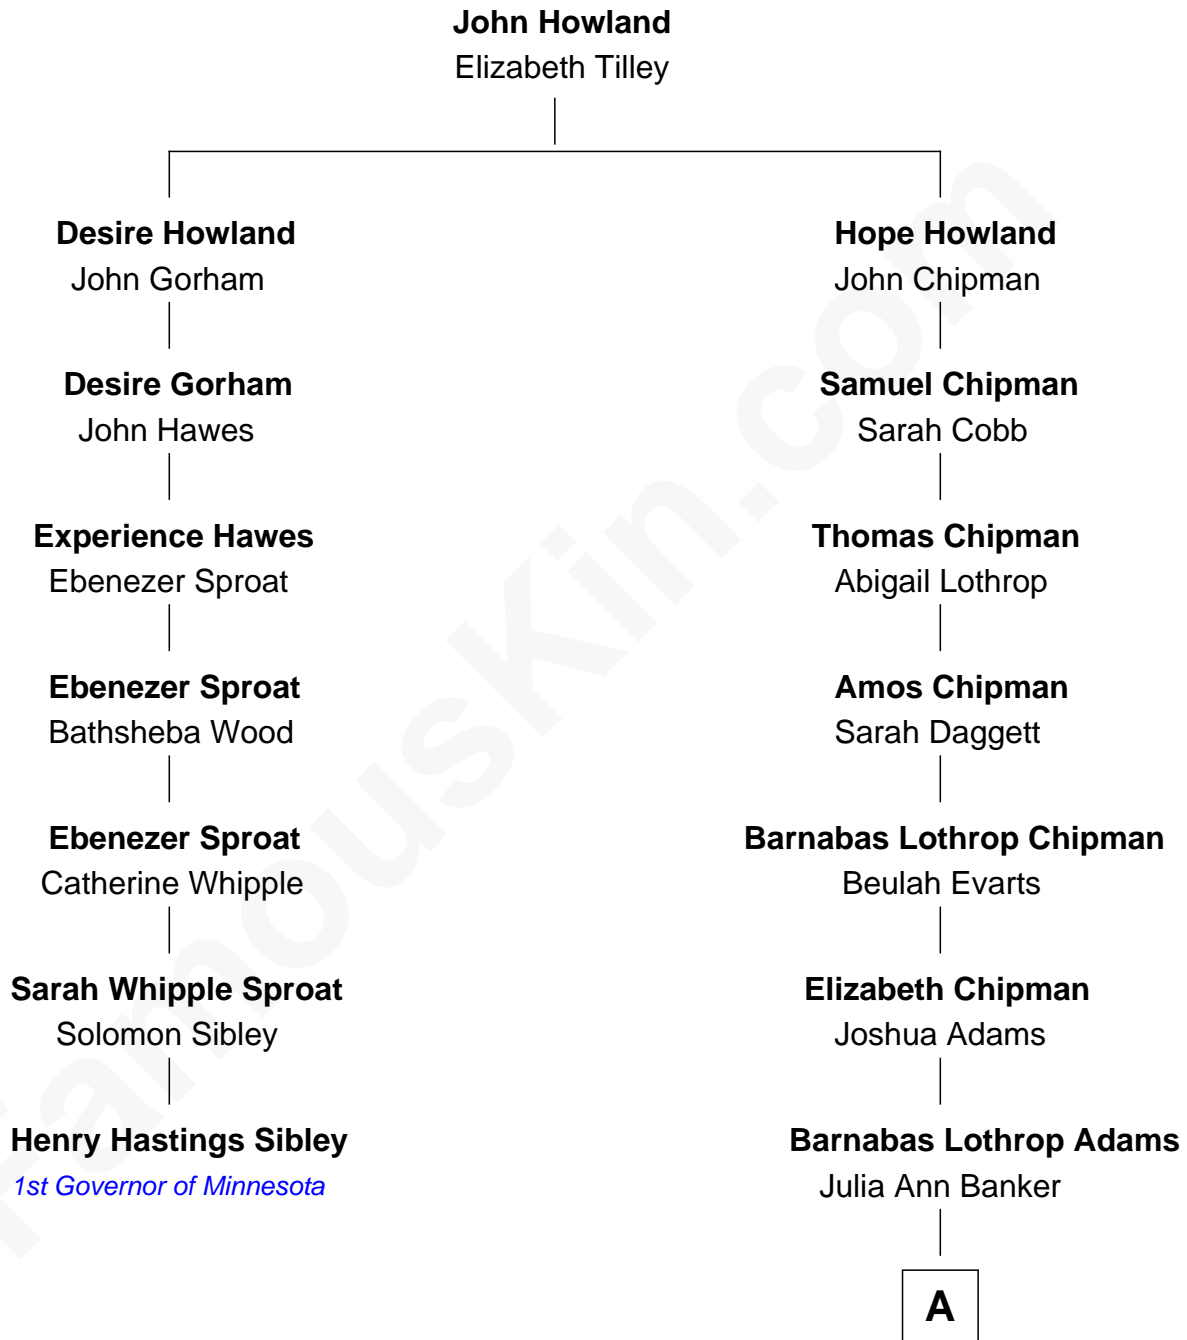 John Howland
Elizabeth Tilley
Desire Howland
John Gorham
Hope Howland
John Chipman
Desire Gorham
John Hawes
Samuel Chipman
Sarah Cobb
Experience Hawes
Ebenezer Sproat
Thomas Chipman
Abigail Lothrop
Ebenezer Sproat
Bathsheba Wood
Amos Chipman
Sarah Daggett
Ebenezer Sproat
Catherine Whipple
Barnabas Lothrop Chipman
Beulah Evarts
Sarah Whipple Sproat
Solomon Sibley
Elizabeth Chipman
Joshua Adams
Henry Hastings Sibley
1st Governor of Minnesota
Barnabas Lothrop Adams
Julia Ann Banker
A
FamousKin.com